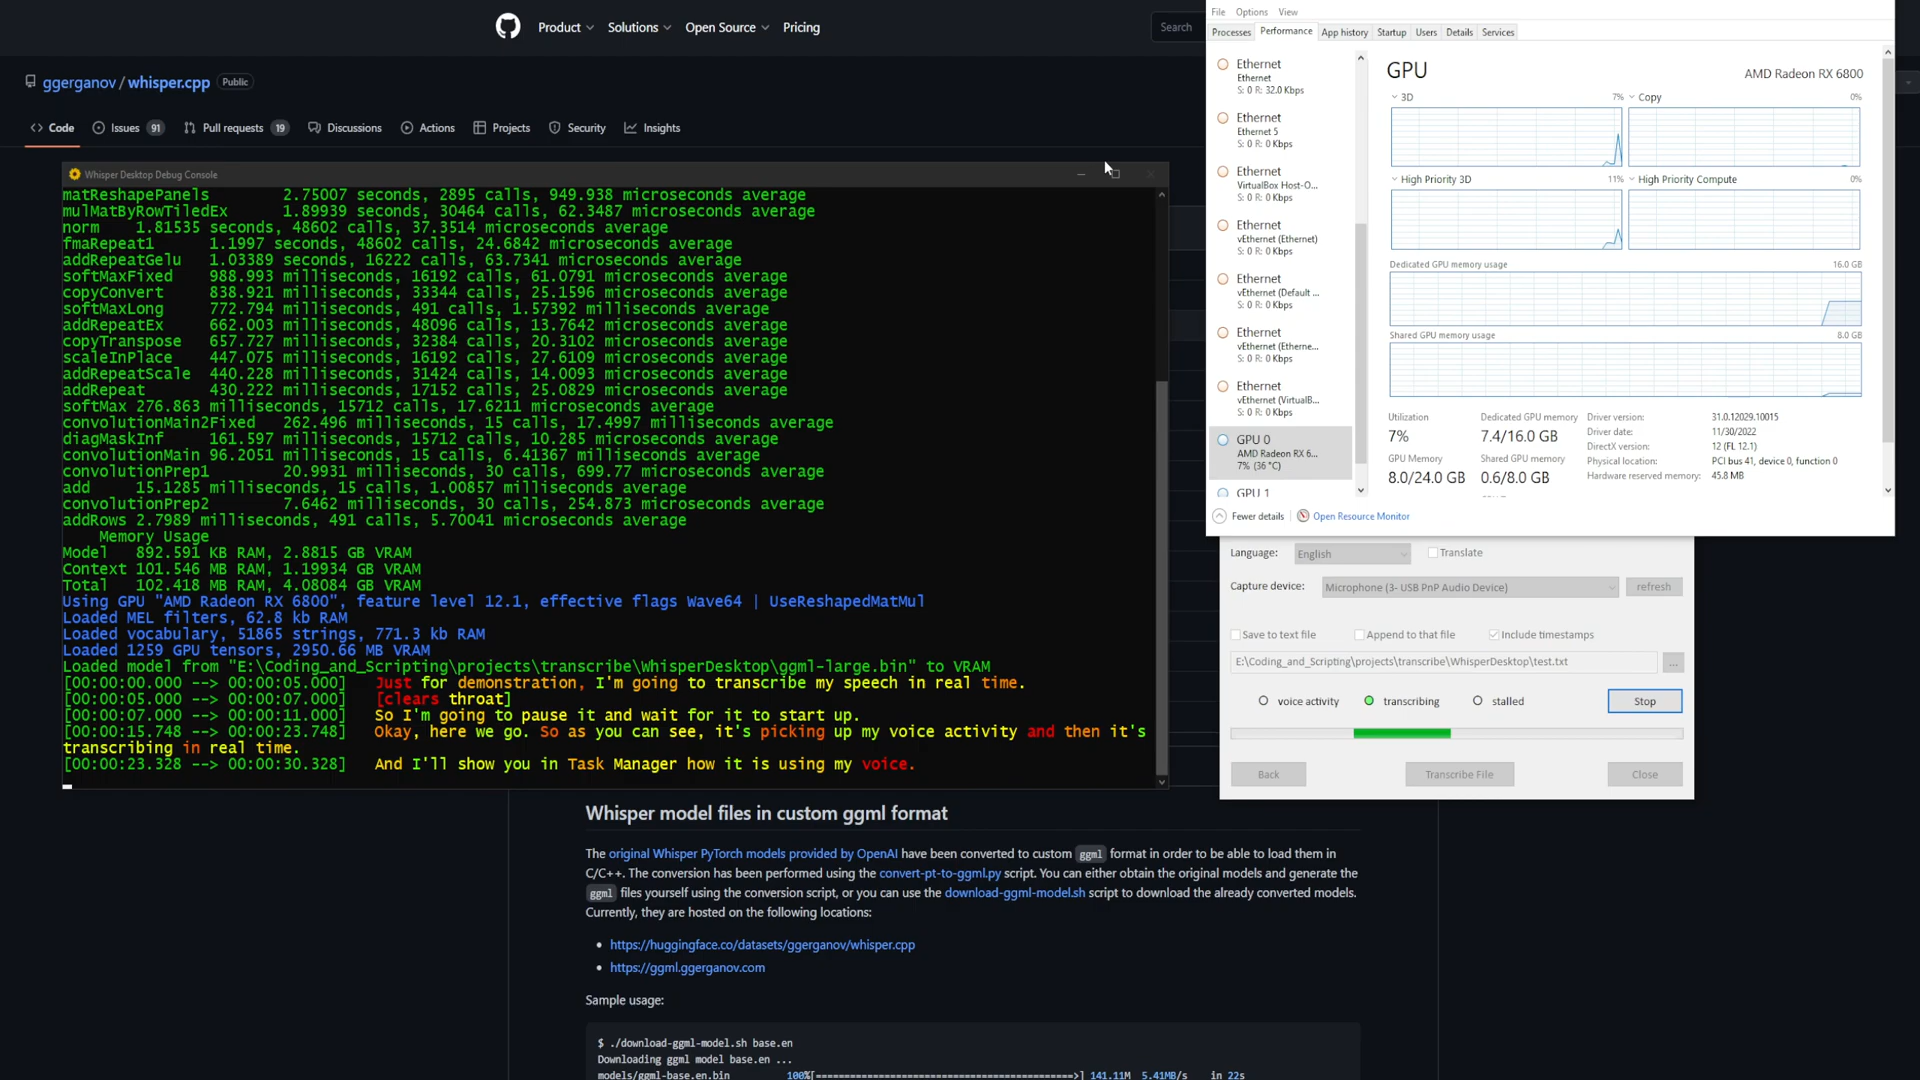 Product
Solutions
Open Source
Pricing
Search
ggerganov / whisper.cpp Public
Code
Issues 91
Pull requests 19
Discussions
Actions
Projects
Security
Insights
Whisper Desktop Debug Console
matReshapePanels 2.75007 seconds, 2895 calls, 949.938 microseconds average
mulMatByRowTiledEx 1.89939 seconds, 30464 calls, 62.3487 microseconds average
norm 1.81535 seconds, 48602 calls, 37.3514 microseconds average
fmaRepeat1 1.1997 seconds, 48602 calls, 24.6842 microseconds average
addRepeatGelu 1.03389 seconds, 16222 calls, 63.7341 microseconds average
softMaxFixed 988.993 milliseconds, 16192 calls, 61.0791 microseconds average
copyConvert 838.921 milliseconds, 33344 calls, 25.1596 microseconds average
softMaxLong 772.794 milliseconds, 491 calls, 1.57392 milliseconds average
addRepeatEx 662.003 milliseconds, 48096 calls, 13.7642 microseconds average
copyTranspose 657.727 milliseconds, 32384 calls, 20.3102 microseconds average
scaleInPlace 447.075 milliseconds, 16192 calls, 27.6109 microseconds average
addRepeatScale 440.228 milliseconds, 31424 calls, 14.0093 microseconds average
addRepeat 430.222 milliseconds, 17152 calls, 25.0829 microseconds average
softMax 276.863 milliseconds, 15712 calls, 17.6211 microseconds average
convolutionMain2Fixed 262.496 milliseconds, 15 calls, 17.4997 milliseconds average
diagMaskInf 161.597 milliseconds, 15712 calls, 10.285 microseconds average
convolutionMain 96.2051 milliseconds, 15 calls, 6.41367 milliseconds average
convolutionPrep1 20.9931 milliseconds, 30 calls, 699.77 microseconds average
add 15.1285 milliseconds, 15 calls, 1.00857 milliseconds average
convolutionPrep2 7.6462 milliseconds, 30 calls, 254.873 microseconds average
addRows 2.7989 milliseconds, 491 calls, 5.70041 microseconds average
Memory Usage
Model 892.591 KB RAM, 2.8815 GB VRAM
Context 101.546 MB RAM, 1.19934 GB VRAM
Total 102.418 MB RAM, 4.08084 GB VRAM
Using GPU "AMD Radeon RX 6800", feature level 12.1, effective flags Wave64 | UseReshapedMatMul
Loaded MEL filters, 62.8 kb RAM
Loaded vocabulary, 51865 strings, 771.3 kb RAM
Loaded 1259 GPU tensors, 2950.66 MB VRAM
Loaded model from "E:\Coding_and_Scripting\projects\transcribe\WhisperDesktop\ggml-large.bin" to VRAM
[00:00:00.000 --> 00:00:05.000] Just for demonstration, I'm going to transcribe my speech in real time.
[00:00:05.000 --> 00:00:07.000] [clears throat]
[00:00:07.000 --> 00:00:11.000] So I'm going to pause it and wait for it to start up.
[00:00:15.748 --> 00:00:23.748] Okay, here we go. So as you can see, it's picking up my voice activity and then it's
transcribing in real time.
[00:00:23.328 --> 00:00:30.328] And I'll show you in Task Manager how it is using my voice.
File Options View
Processes Performance App history Startup Users Details Services
Ethernet
Ethernet
S: 0 R: 32.0 Kbps
Ethernet
Ethernet 5
S: 0 R: 0 Kbps
Ethernet
VirtualBox Host-O...
S: 0 R: 0 Kbps
Ethernet
vEthernet (Ethernet)
S: 0 R: 0 Kbps
Ethernet
vEthernet (Default ...
S: 0 R: 0 Kbps
Ethernet
vEthernet (Etherne...
S: 0 R: 0 Kbps
Ethernet
vEthernet (VirtualB...
S: 0 R: 0 Kbps
GPU 0
AMD Radeon RX 6...
7% (36 °C)
GPU 1
GPU
AMD Radeon RX 6800
3D 7%
Copy 0%
High Priority 3D 11%
High Priority Compute 0%
Dedicated GPU memory usage 16.0 GB
Shared GPU memory usage 8.0 GB
Utilization
7%
Dedicated GPU memory
7.4/16.0 GB
GPU Memory
8.0/24.0 GB
Shared GPU memory
0.6/8.0 GB
Driver version: 31.0.12029.10015
Driver date: 11/30/2022
DirectX version: 12 (FL 12.1)
Physical location: PCI bus 41, device 0, function 0
Hardware reserved memory: 45.8 MB
Fewer details
Open Resource Monitor
Language: English Translate
Capture device: Microphone (3- USB PnP Audio Device) refresh
Save to text file Append to that file Include timestamps
E:\Coding_and_Scripting\projects\transcribe\WhisperDesktop\test.txt ...
voice activity transcribing stalled Stop
Back Transcribe File Close
Whisper model files in custom ggml format
The original Whisper PyTorch models provided by OpenAI have been converted to custom ggml format in order to be able to load them in
C/C++. The conversion has been performed using the convert-pt-to-ggml.py script. You can either obtain the original models and generate the
ggml files yourself using the conversion script, or you can use the download-ggml-model.sh script to download the already converted models.
Currently, they are hosted on the following locations:
https://huggingface.co/datasets/ggerganov/whisper.cpp
https://ggml.ggerganov.com
Sample usage:
$ ./download-ggml-model.sh base.en
Downloading ggml model base.en ...
models/ggml-base.en.bin 100%[=============================================>] 141.11M 5.41MB/s in 22s